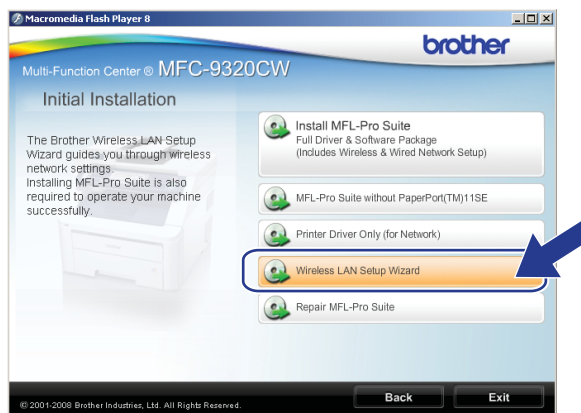 Macromedia Flash Player 8
brother
Multi-Function Center ® MFC-9320CW
Initial Installation
The Brother Wireless LAN Setup
Wizard guides you through wireless
network settings.
Installing MFL-Pro Suite is also
required to operate your machine
successfully.
Install MFL-Pro Suite
Full Driver & Software Package
(Includes Wireless & Wired Network Setup)
MFL-Pro Suite without PaperPort(TM)11SE
Printer Driver Only (for Network)
Wireless LAN Setup Wizard
Repair MFL-Pro Suite
© 2001-2008 Brother Industries, Ltd. All Rights Reserved.
Back
Exit